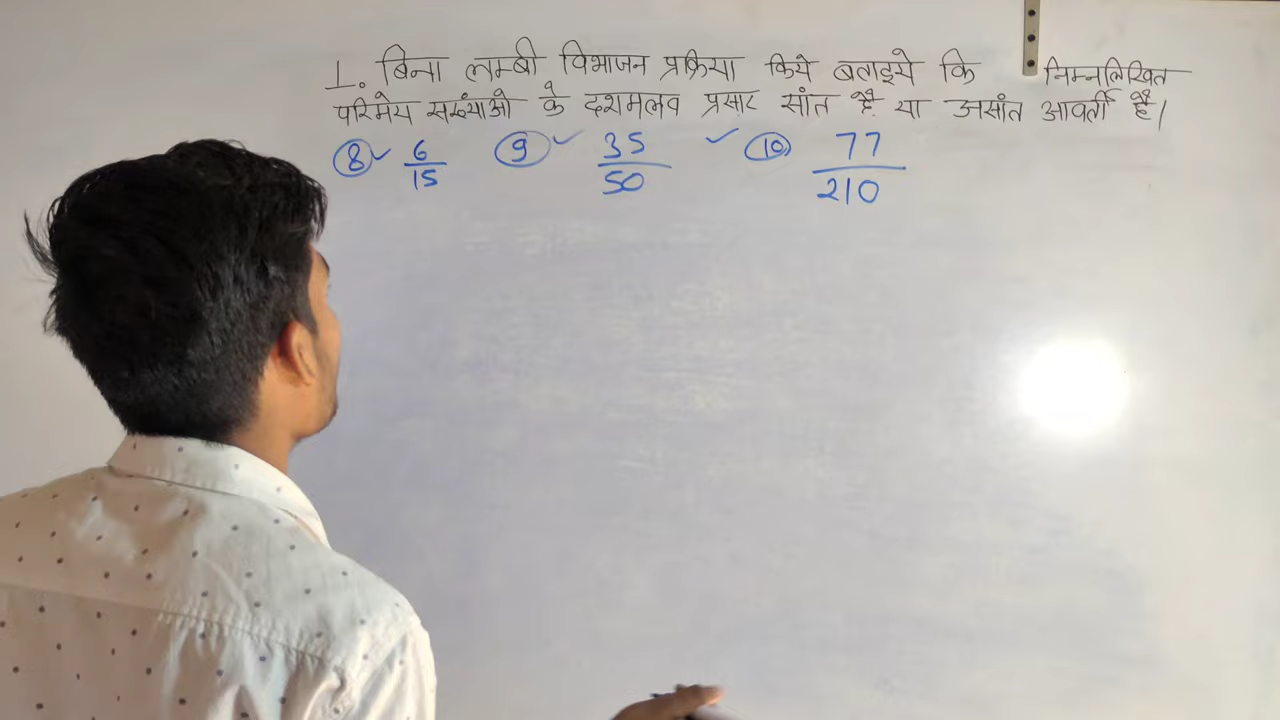 1. बिना लम्बी विभाजन प्रक्रिया किये बताइये कि निम्नलिखित
परिमेय सख्ंयाओ के दशमलव प्रसार सांत है या असांत आवर्ती है।
8 ✓ 6/15 9 ✓ 35/50 ✓ 10 77/210